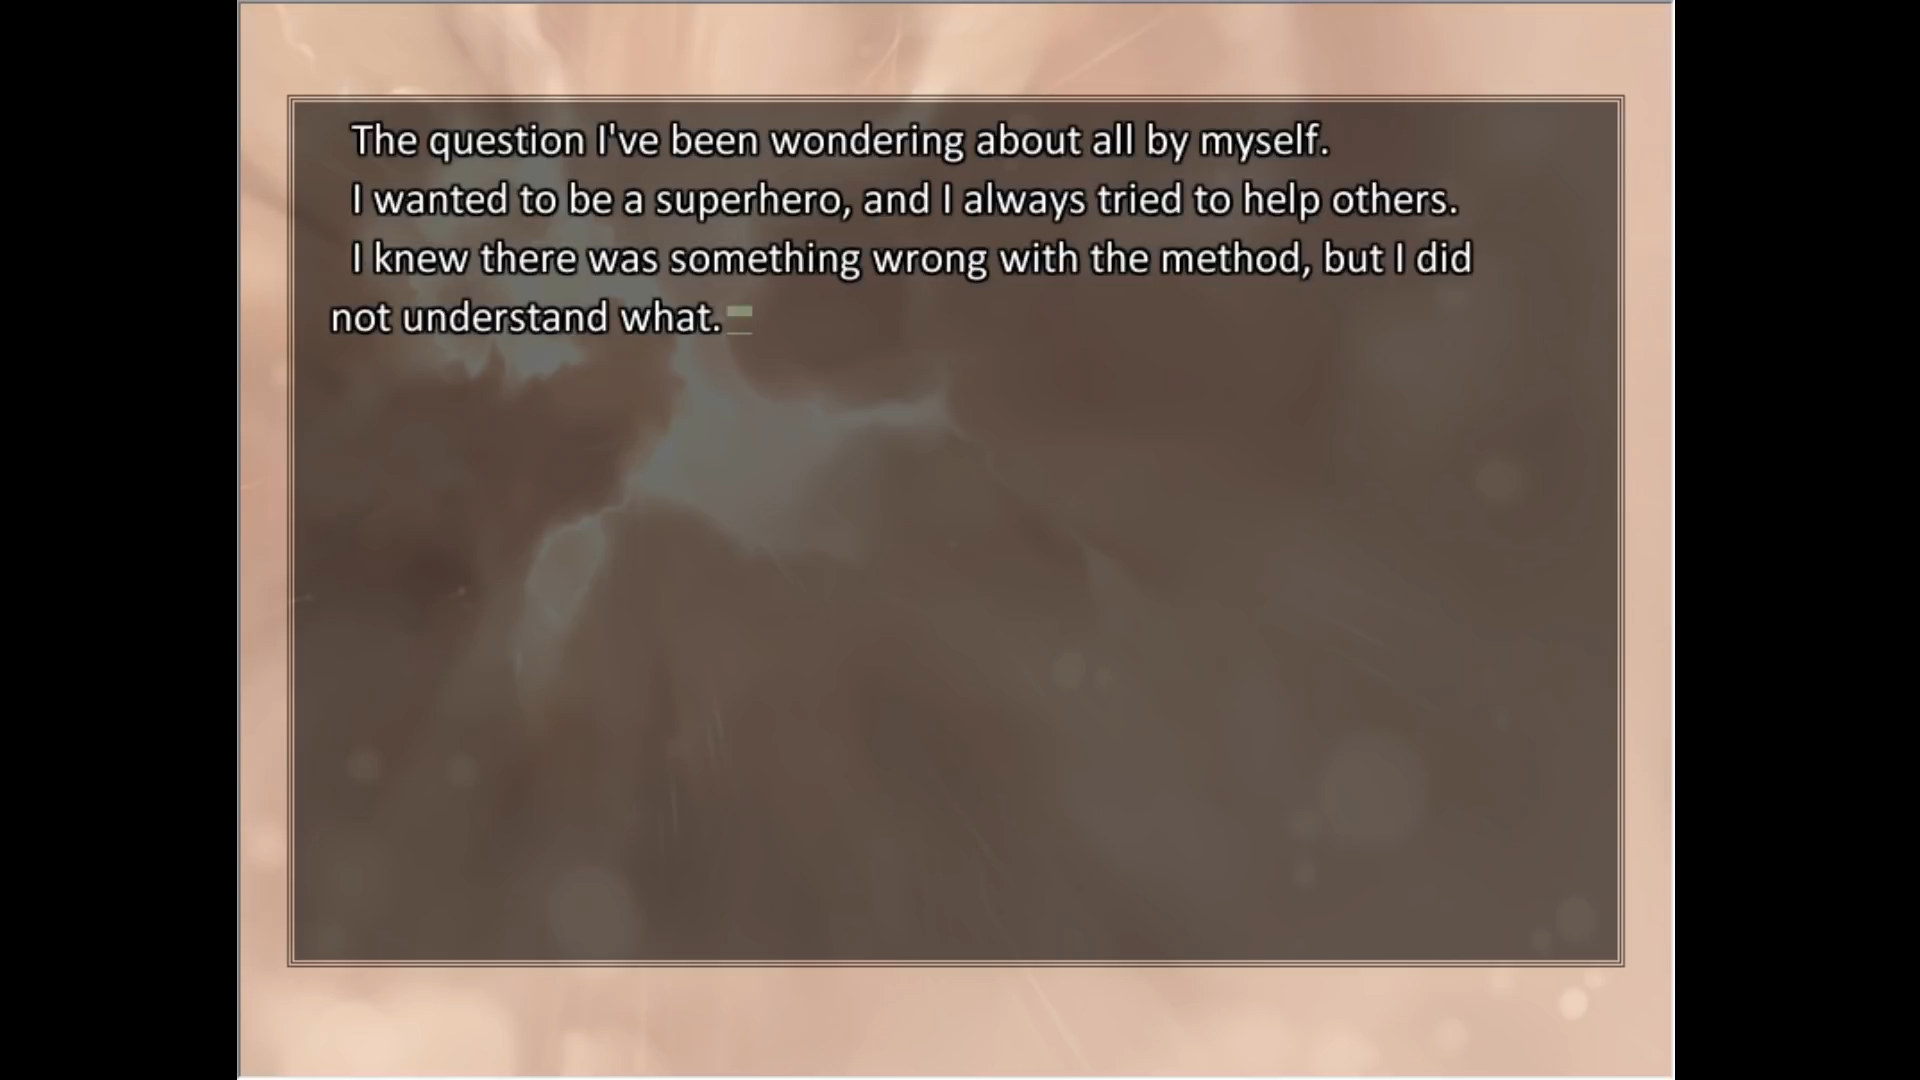 The question I've been wondering about all by myself.
I wanted to be a superhero, and I always tried to help others.
I knew there was something wrong with the method, but I did
not understand what.